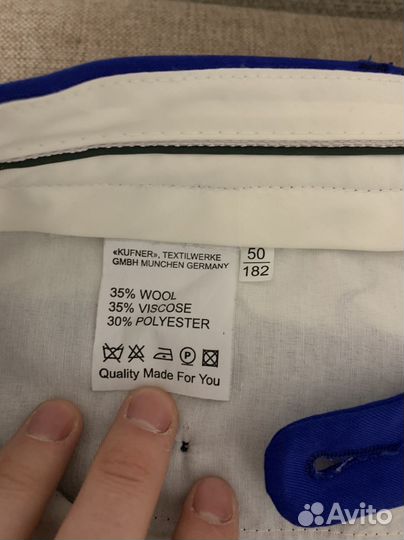 «KUFNER», TEXTILWERKE
GMBH MUNCHEN GERMANY
50
182
35% WOOL
35% VISCOSE
30% POLYESTER
P
Quality Made For You
Avito